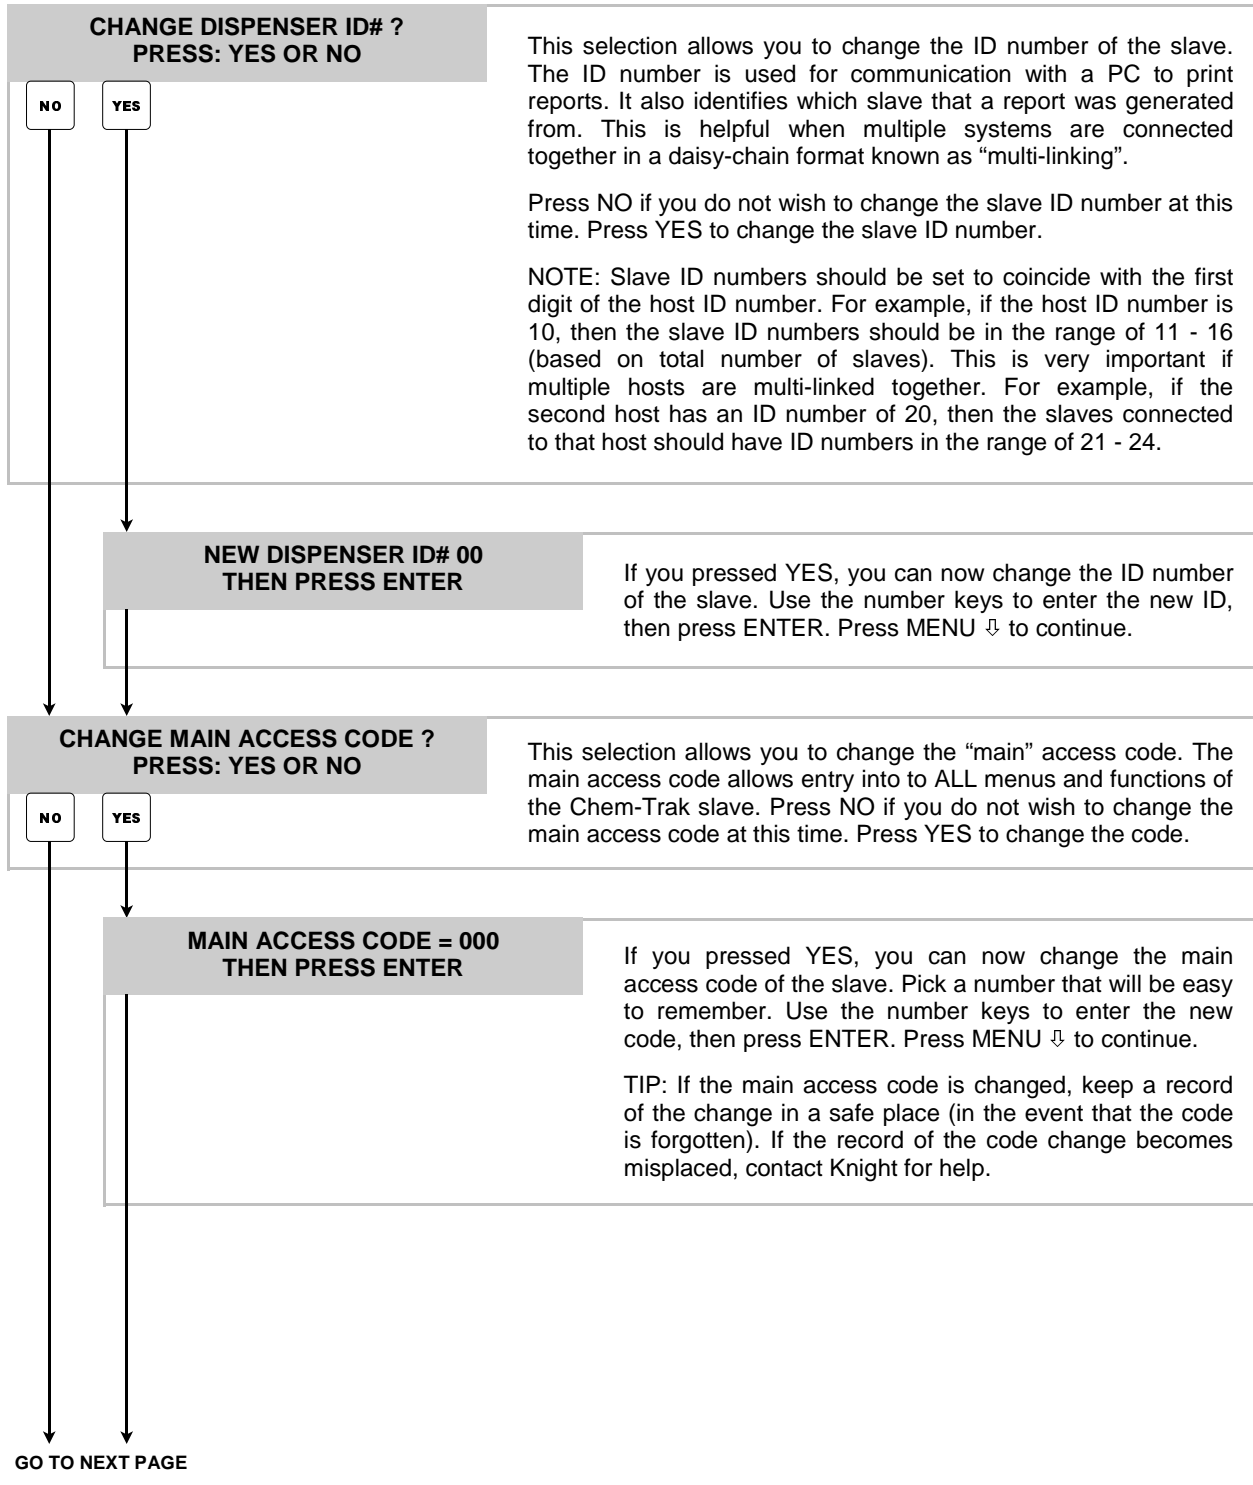 CHANGE DISPENSER ID# ?
PRESS: YES OR NO
NO
YES
This selection allows you to change the ID number of the slave.
The ID number is used for communication with a PC to print
reports. It also identifies which slave that a report was generated
from. This is helpful when multiple systems are connected
together in a daisy-chain format known as “multi-linking”.
Press NO if you do not wish to change the slave ID number at this
time. Press YES to change the slave ID number.
NOTE: Slave ID numbers should be set to coincide with the first
digit of the host ID number. For example, if the host ID number is
10, then the slave ID numbers should be in the range of 11 - 16
(based on total number of slaves). This is very important if
multiple hosts are multi-linked together. For example, if the
second host has an ID number of 20, then the slaves connected
to that host should have ID numbers in the range of 21 - 24.
NEW DISPENSER ID# 00
THEN PRESS ENTER
If you pressed YES, you can now change the ID number
of the slave. Use the number keys to enter the new ID,
then press ENTER. Press MENU ⇩ to continue.
CHANGE MAIN ACCESS CODE ?
PRESS: YES OR NO
NO
YES
This selection allows you to change the “main” access code. The
main access code allows entry into to ALL menus and functions of
the Chem-Trak slave. Press NO if you do not wish to change the
main access code at this time. Press YES to change the code.
MAIN ACCESS CODE = 000
THEN PRESS ENTER
If you pressed YES, you can now change the main
access code of the slave. Pick a number that will be easy
to remember. Use the number keys to enter the new
code, then press ENTER. Press MENU ⇩ to continue.
TIP: If the main access code is changed, keep a record
of the change in a safe place (in the event that the code
is forgotten). If the record of the code change becomes
misplaced, contact Knight for help.
GO TO NEXT PAGE